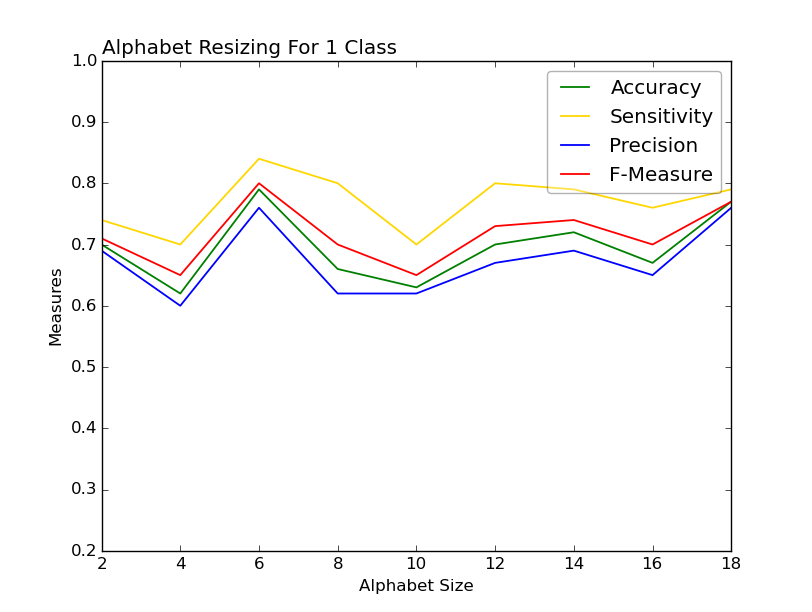 Alphabet Resizing For 1 Class
1.0
0.9
0.8
0.7
0.6
0.5
0.4
0.3
0.2
Measures
Accuracy
Sensitivity
Precision
F-Measure
2 4 6 8 10 12 14 16 18
Alphabet Size